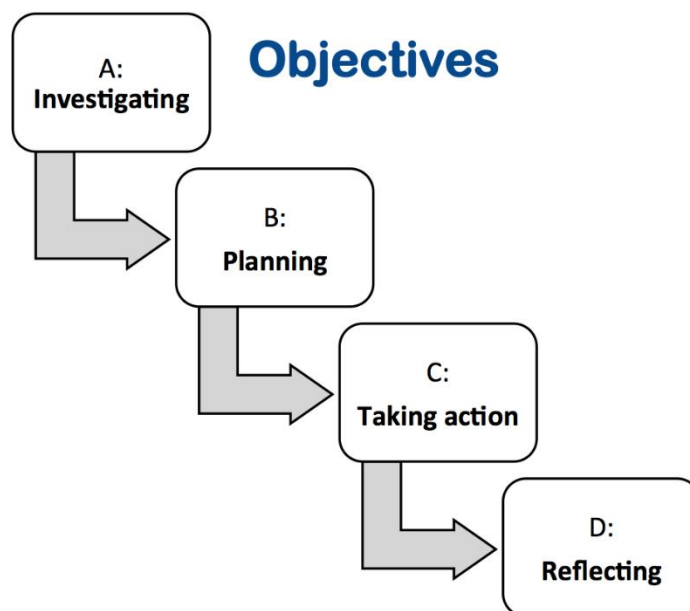 Objectives
A:
Investigating
B:
Planning
C:
Taking action
D:
Reflecting